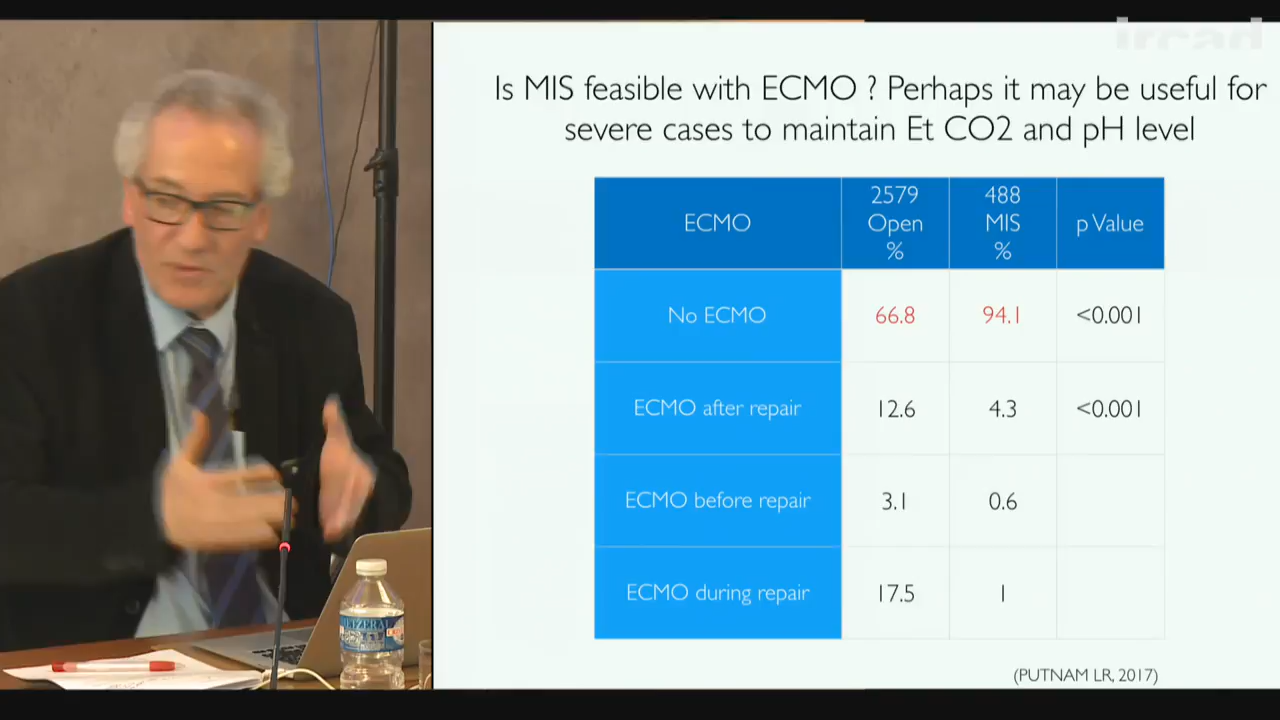 ircad
Is MIS feasible with ECMO ? Perhaps it may be useful for
severe cases to maintain Et CO2 and pH level
ECMO
2579
Open
%
488
MIS
%
p Value
No ECMO
66.8
94.1
<0.001
ECMO after repair
12.6
4.3
<0.001
ECMO before repair
3.1
0.6
ECMO during repair
17.5
1
(PUTNAM LR, 2017)